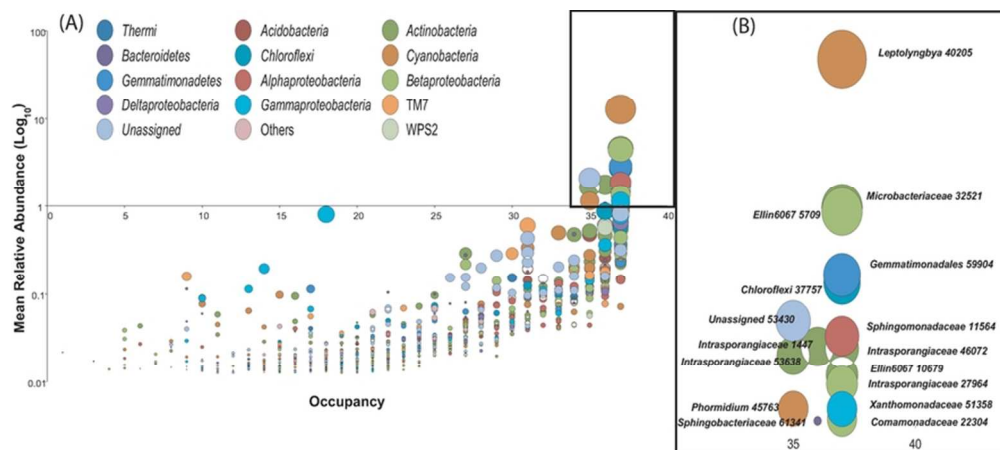 (A)
Thermi
Acidobacteria
Actinobacteria
Bacteroidetes
Chloroflexi
Cyanobacteria
Gemmatimonadetes
Alphaproteobacteria
Betaproteobacteria
Deltaproteobacteria
Gammaproteobacteria
TM7
Unassigned
Others
WPS2
100
10
1
0.1
0.01
Mean Relative Abundance (Log10)
0 5 10 15 20 25 30 35 40
Occupancy
(B)
Leptolyngbya 40205
Microbacteriaceae 32521
Ellin6067 5709
Gemmatimonadales 59904
Chloroflexi 37757
Unassigned 53430
Sphingomonadaceae 11564
Intrasporangiaceae 1447
Intrasporangiaceae 46072
Intrasporangiaceae 53638
Ellin6067 10679
Intrasporangiaceae 27964
Phormidium 45763
Xanthomonadaceae 51358
Sphingobacteriaceae 61341
Comamonadaceae 22304
35 40